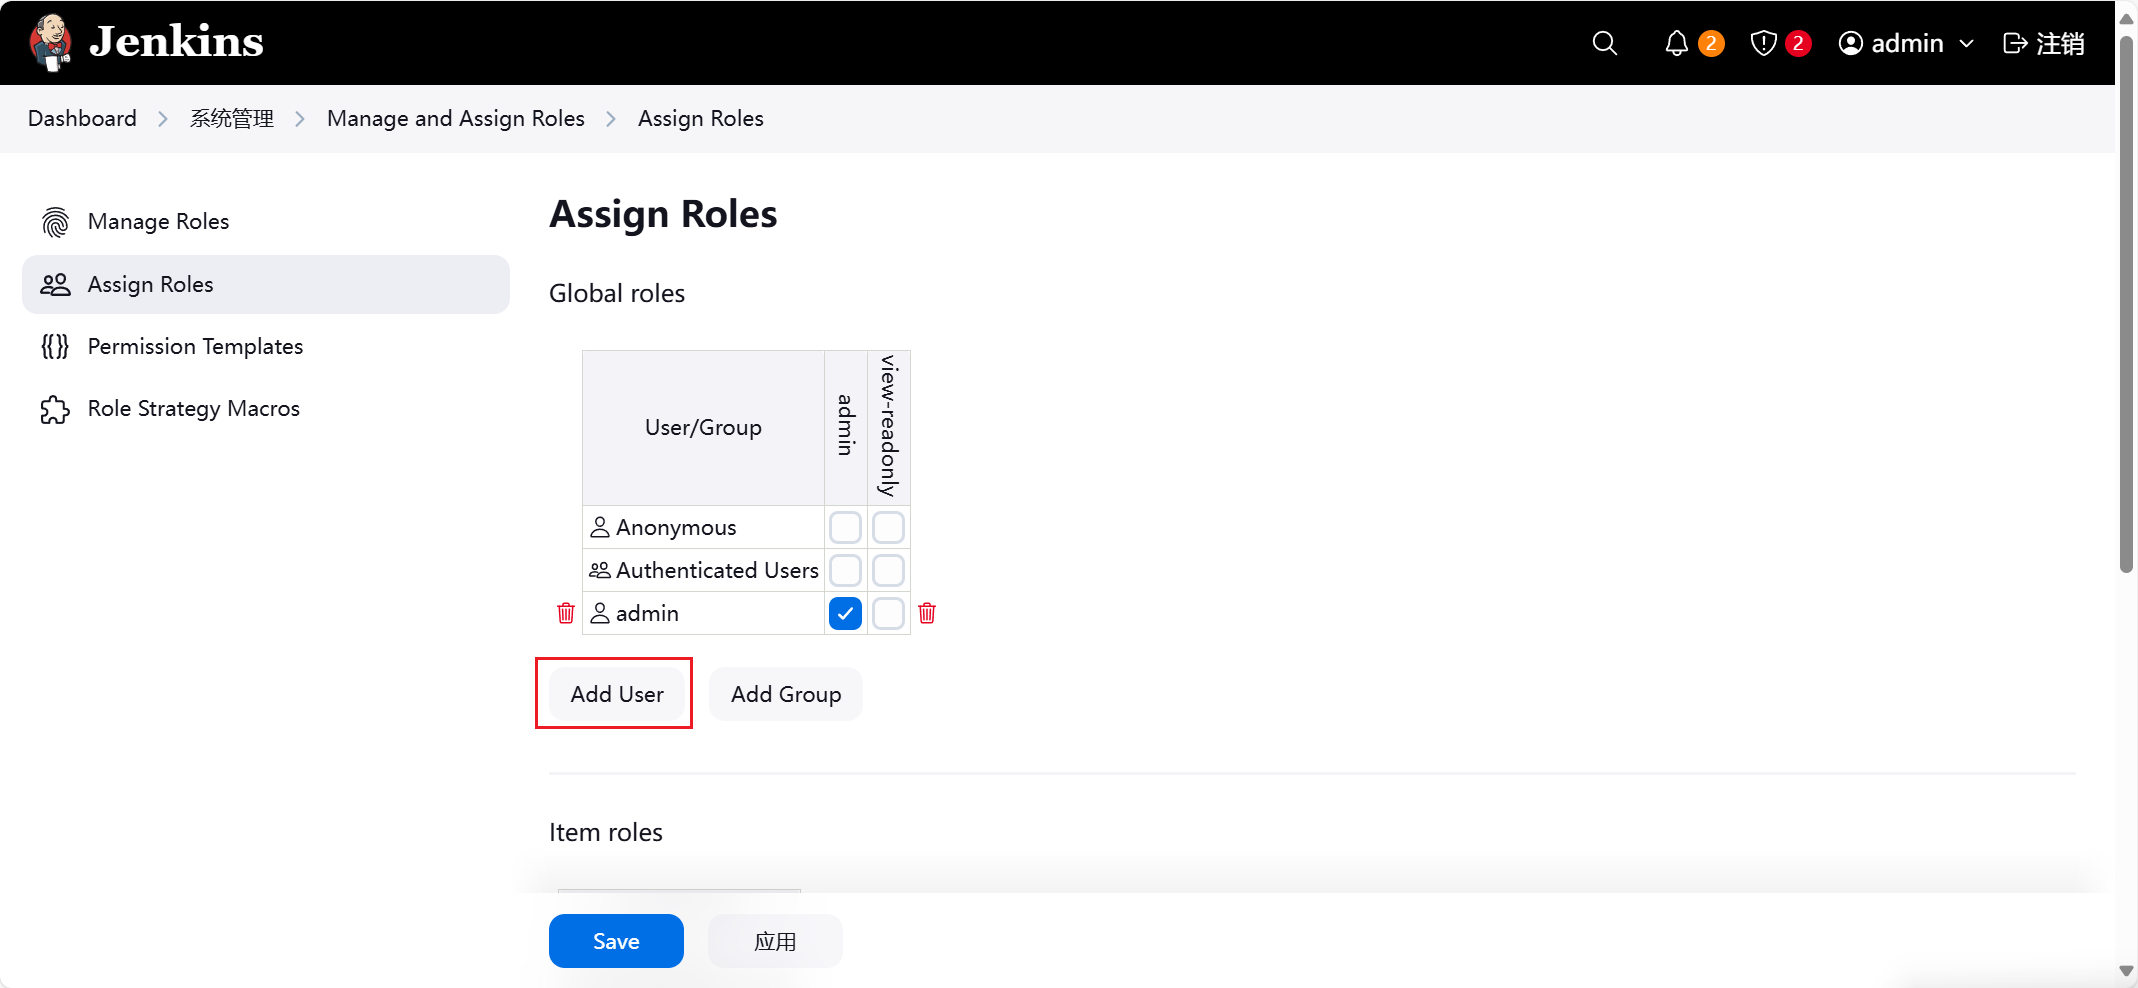 Jenkins
2
2
admin
注销
Dashboard
系统管理
Manage and Assign Roles
Assign Roles
Manage Roles
Assign Roles
Permission Templates
Role Strategy Macros
Assign Roles
Global roles
User/Group
admin
view-readonly
Anonymous
Authenticated Users
admin
Add User
Add Group
Item roles
Save
应用